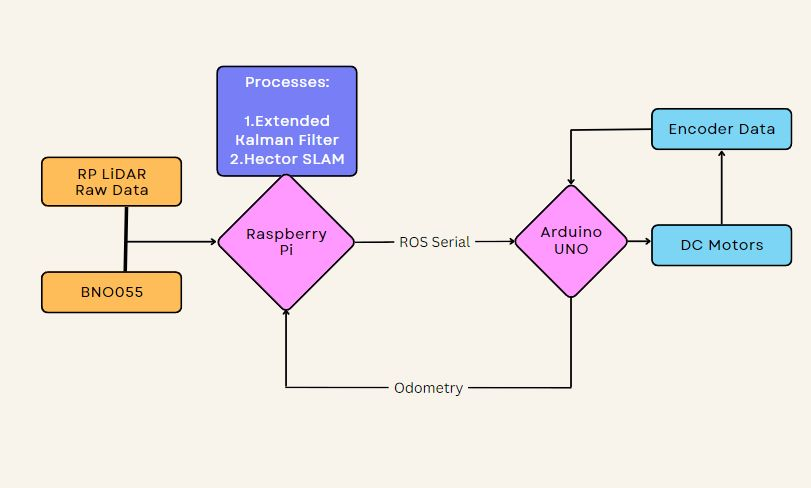 Processes:
1.Extended
Kalman Filter
2.Hector SLAM
RP LiDAR
Raw Data
BNO055
Raspberry
Pi
ROS Serial
Arduino
UNO
Encoder Data
DC Motors
Odometry